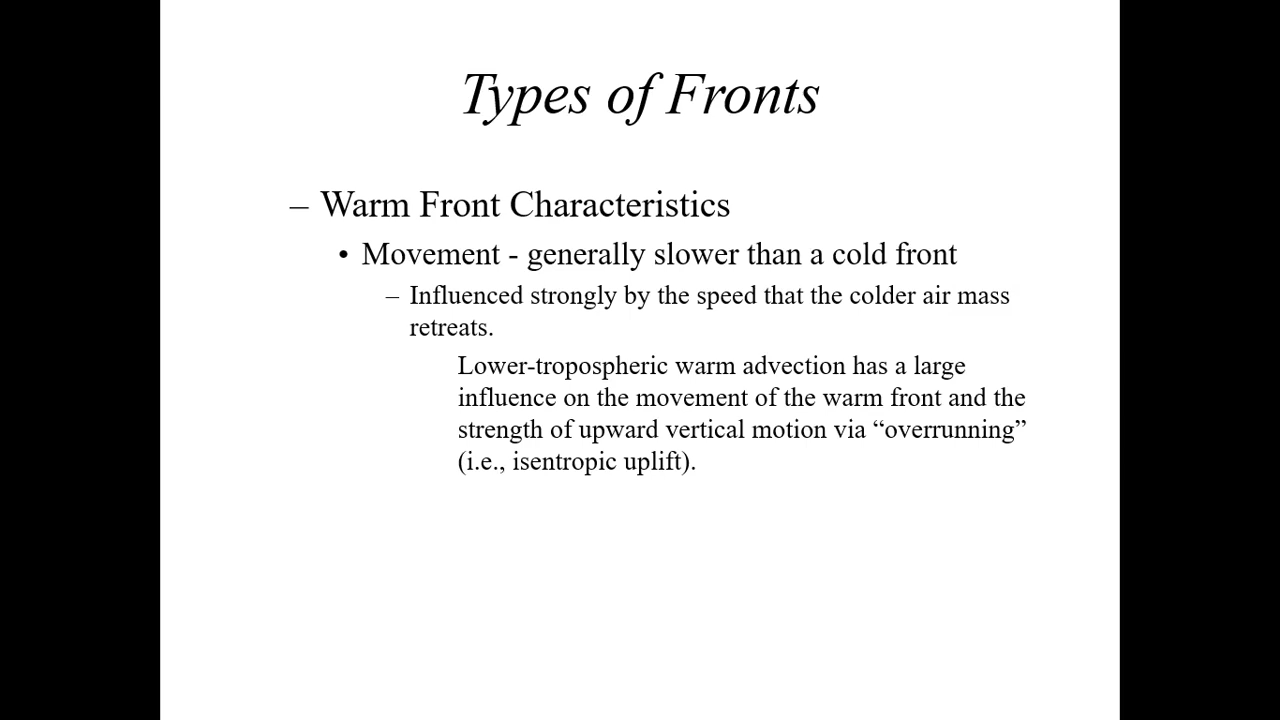 Types of Fronts
– Warm Front Characteristics
• Movement - generally slower than a cold front
– Influenced strongly by the speed that the colder air mass
retreats.
Lower-tropospheric warm advection has a large
influence on the movement of the warm front and the
strength of upward vertical motion via “overrunning”
(i.e., isentropic uplift).